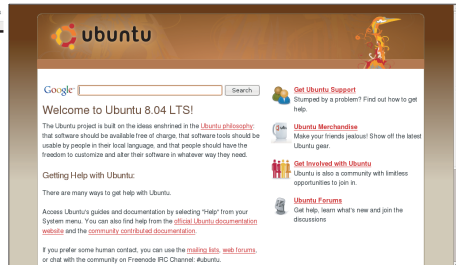 ubuntu
Google
Search
Welcome to Ubuntu 8.04 LTS!
The Ubuntu project is built on the ideas enshrined in the Ubuntu philosophy:
that software should be available free of charge, that software tools should be
usable by people in their local language, and that people should have the
freedom to customize and alter their software in whatever way they need.
Getting Help with Ubuntu:
There are many ways to get help with Ubuntu.
Access Ubuntu's guides and documentation by selecting "Help" from your
System menu. You can also find help from the official Ubuntu documentation
website and the community contributed documentation.
If you prefer some human contact, you can use the mailing lists, web forums,
or chat with the community on Freenode IRC Channel: #ubuntu.
Get Ubuntu Support
Stumped by a problem? Find out how to get
help.
Ubuntu Merchandise
Make your friends jealous! Show off the latest
Ubuntu gear.
Get Involved with Ubuntu
Ubuntu is also a community with limitless
opportunities to join in.
Ubuntu Forums
Get help, learn what's new and join the
discussions